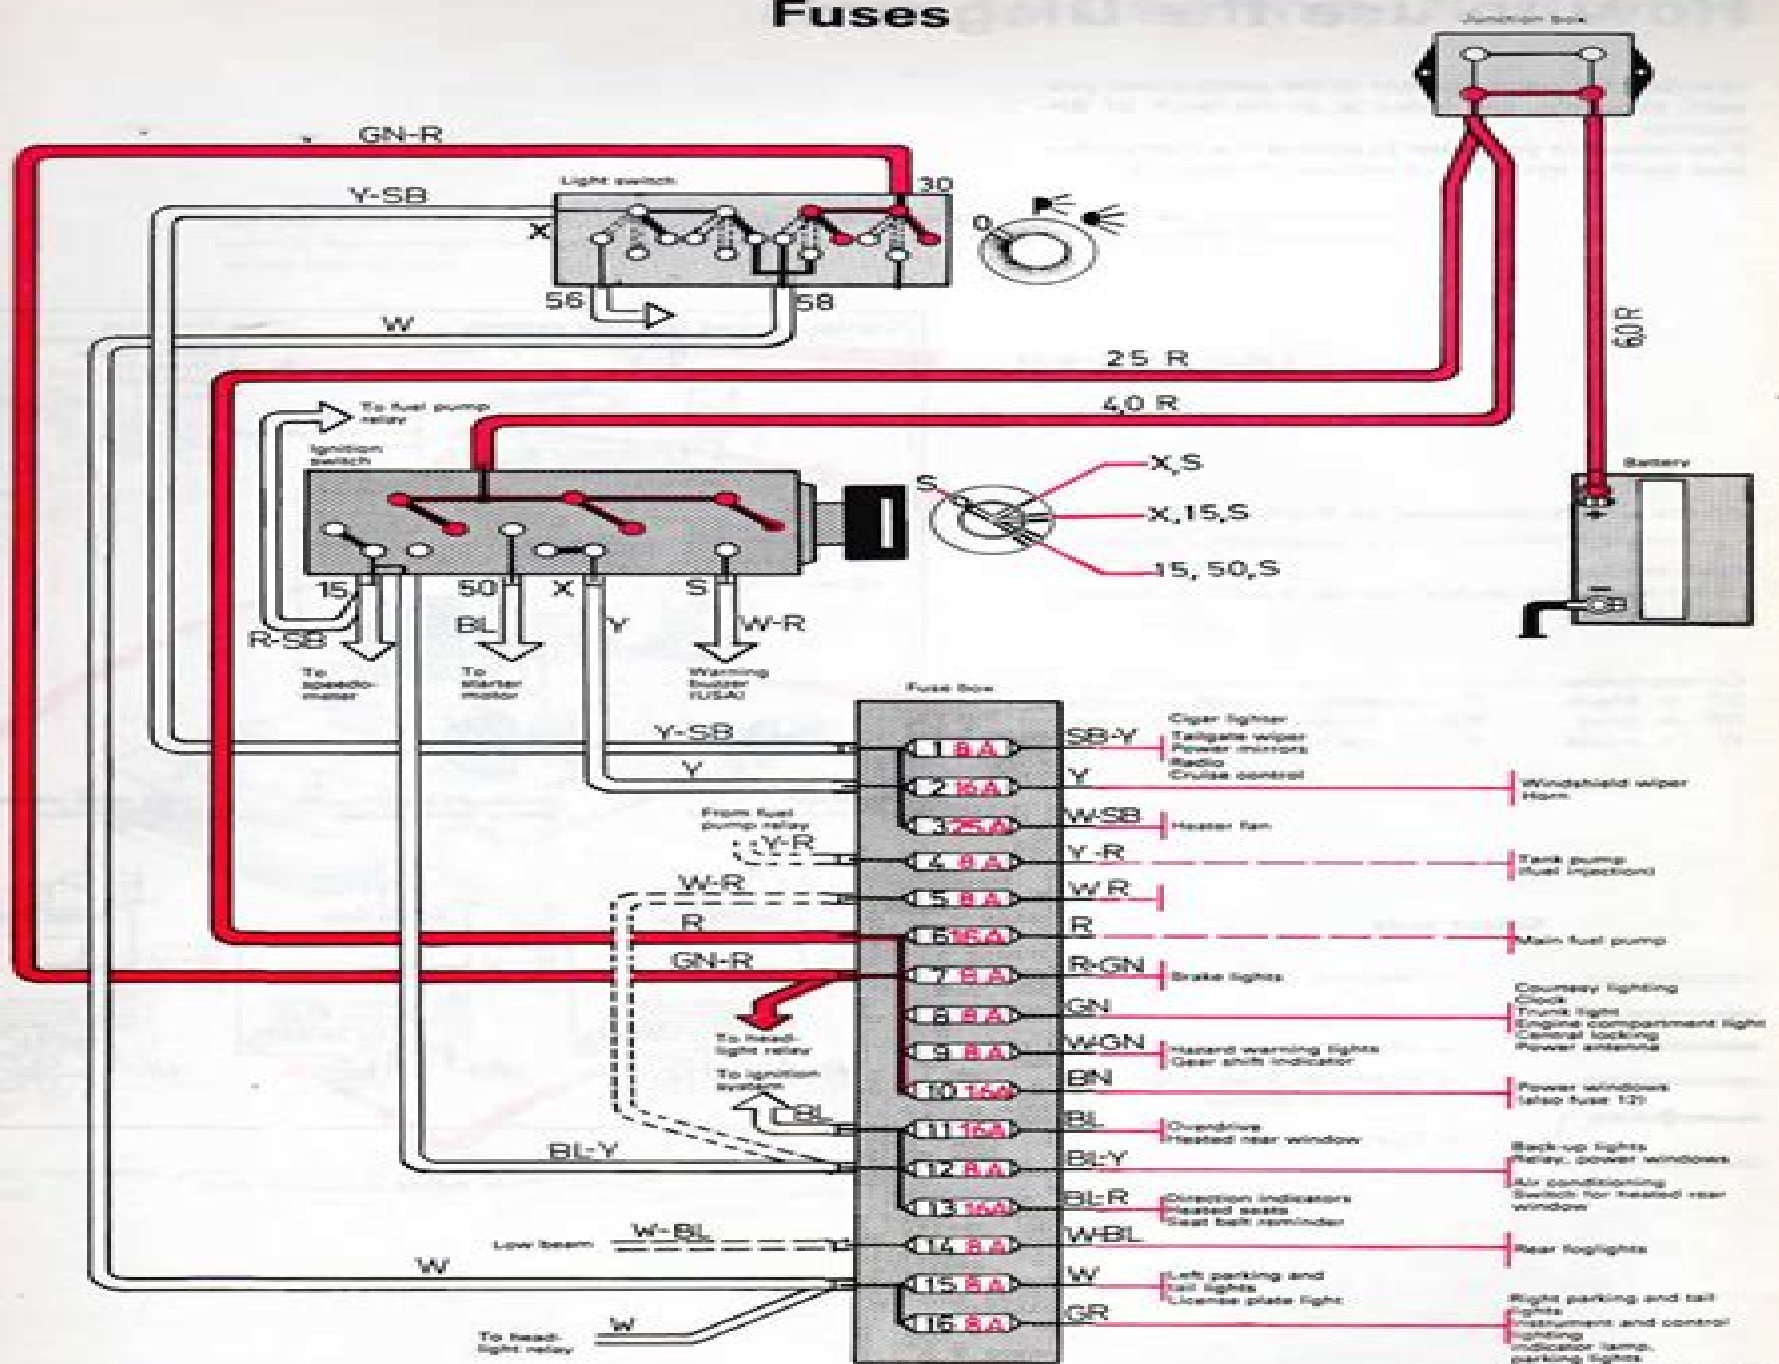 Fuses
Junction box
GN-R
Light switch
30
Y-SB
X
0
56
58
W
6,0 R
25 R
4,0 R
To fuel pump
relay
Ignition
switch
Battery
+
−
S
X,S
X,15,S
15, 50,S
15
50
X
S
R-SB
BL
Y
W-R
To
speedo-
meter
To
starter
motor
Warning
buzzer
(USA)
Fuse box
Y-SB
1 8 A
SB-Y
Cigar lighter
Tailgate wiper
Power mirrors
Radio
Cruise control
Y
2 16 A
Y
Windshield wiper
Horn
3 25 A
W-SB
Heater fan
From fuel
pump relay
Y-R
4 8 A
Y-R
Tank pump
(fuel injection)
W-R
5 8 A
W R
R
6 16 A
R
Main fuel pump
GN-R
7 8 A
R-GN
Brake lights
8 8 A
GN
Courtesy lighting
Clock
Trunk light
Engine compartment light
Central locking
Power antenna
To head-
light relay
9 8 A
W-GN
Hazard warning lights
Gear shift indicator
To ignition
system
10 16A
BN
Power windows
(also fuse 12)
BL
11 16A
BL
Overdrive
Heated rear window
BL-Y
12 8 A
BL-Y
Back-up lights
Relay, power windows
Air conditioning
Switch for heated rear
window
13 16A
BL-R
Direction indicators
Heated seats
Seat belt reminder
Low beam
W-BL
14 8 A
W-BL
Rear foglights
W
15 8 A
W
Left parking and
tail lights
License plate light
To head-
light relay
W
16 8 A
GR
Right parking and tail
lights
Instrument and control
lighting
Indicator lamp,
parking lights